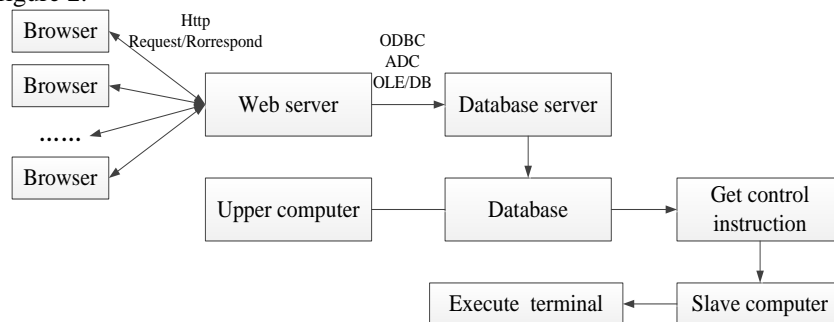 Figure 2.
Browser
Http
Request/Rorrespond
ODBC
ADC
OLE/DB
Browser
Web server
Database server
......
Browser
Upper computer
Database
Get control
instruction
Execute terminal
Slave computer